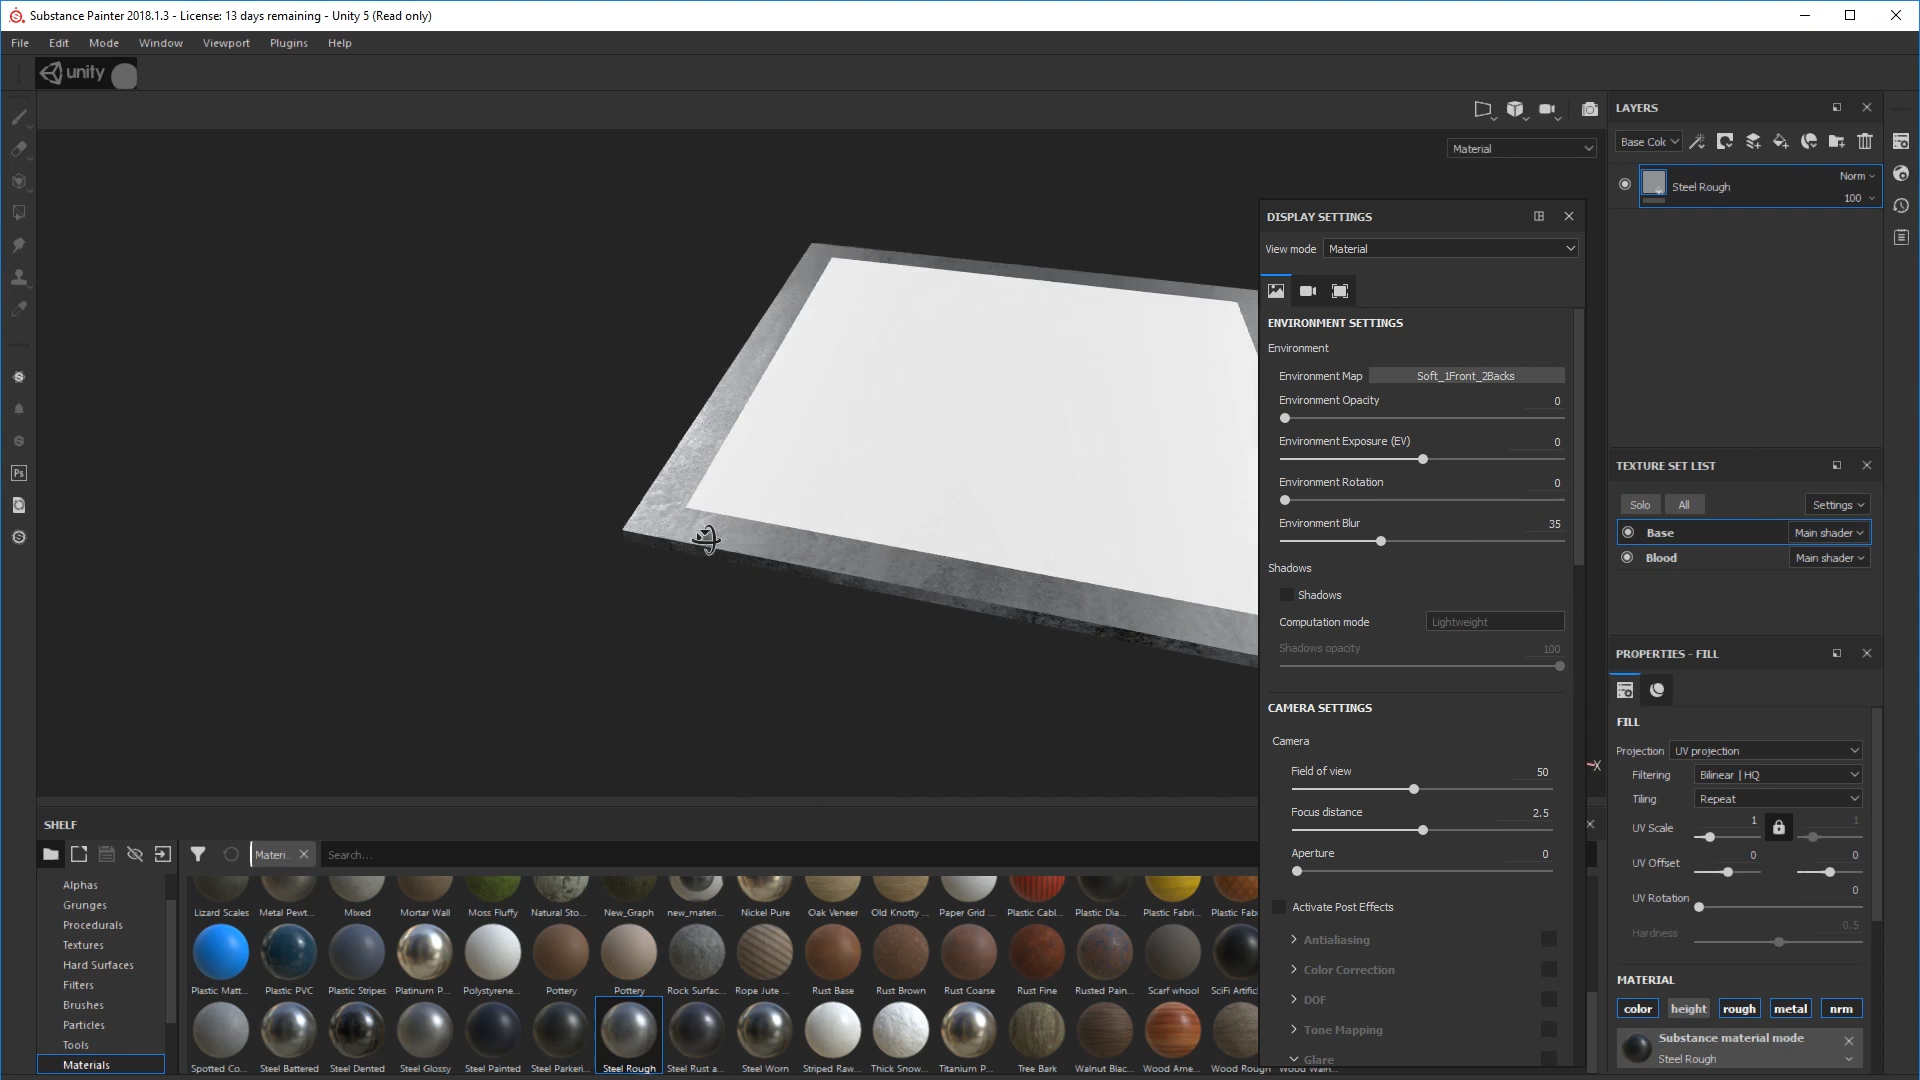 Substance Painter 2018.1.3 - License: 13 days remaining - Unity 5 (Read only)
File Edit Mode Window Viewport Plugins Help
unity
Material
LAYERS
Base Colo
Steel Rough
Norm
100
DISPLAY SETTINGS
View mode Material
ENVIRONMENT SETTINGS
Environment
Environment Map Soft_1Front_2Backs
Environment Opacity 0
Environment Exposure (EV) 0
Environment Rotation 0
Environment Blur 35
Shadows
Shadows
Computation mode Lightweight
Shadows opacity 100
CAMERA SETTINGS
Camera
Field of view 50
Focus distance 2.5
Aperture 0
Activate Post Effects
Antialiasing
Color Correction
DOF
Tone Mapping
Glare
X
TEXTURE SET LIST
Solo All Settings
Base Main shader
Blood Main shader
PROPERTIES - FILL
FILL
Projection UV projection
Filtering Bilinear | HQ
Tiling Repeat
UV Scale 1 1
UV Offset 0 0
UV Rotation 0
Hardness 0.5
MATERIAL
color height rough metal nrm
Substance material mode
Steel Rough
Ps
SHELF
Materi... Search...
Alphas
Grunges
Procedurals
Textures
Hard Surfaces
Filters
Brushes
Particles
Tools
Materials
Lizard Scales Metal Pewt... Mixed Mortar Wall Moss Fluffy Natural Sto... New_Graph new_materi... Nickel Pure Oak Veneer Old Knotty ... Paper Grid ... Plastic Cabl... Plastic Dia... Plastic Fabri... Plastic Fab
Plastic Matt... Plastic PVC Plastic Stripes Platinum P... Polystyrene... Pottery Pottery Rock Surfac... Rope Jute ... Rust Base Rust Brown Rust Coarse Rust Fine Rusted Pain... Scarf whool SciFi Artific
Spotted Co... Steel Battered Steel Dented Steel Glossy Steel Painted Steel Parkeri... Steel Rough Steel Rust a... Steel Worn Striped Raw... Thick Snow... Titanium P... Tree Bark Walnut Blac... Wood Ame... Wood Rough